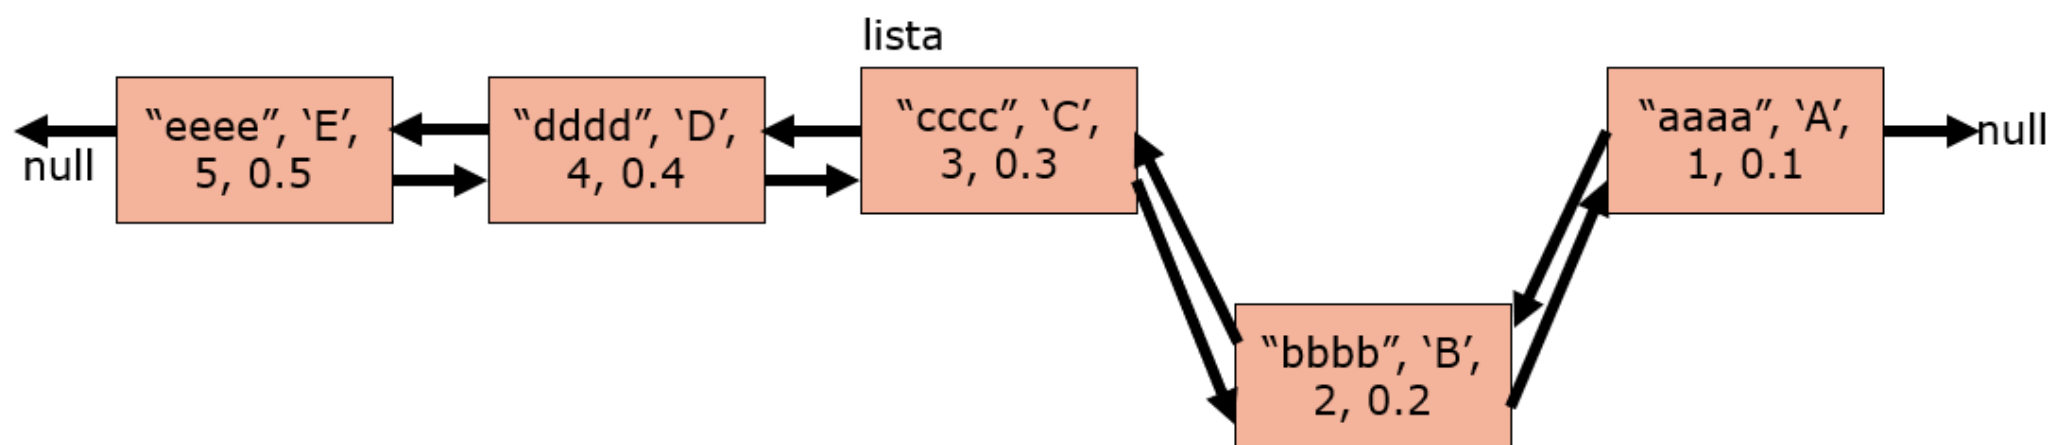 lista
null
“eeee”, ‘E’,
5, 0.5
“dddd”, ‘D’,
4, 0.4
“cccc”, ‘C’,
3, 0.3
“bbbb”, ‘B’,
2, 0.2
“aaaa”, ‘A’,
1, 0.1
null